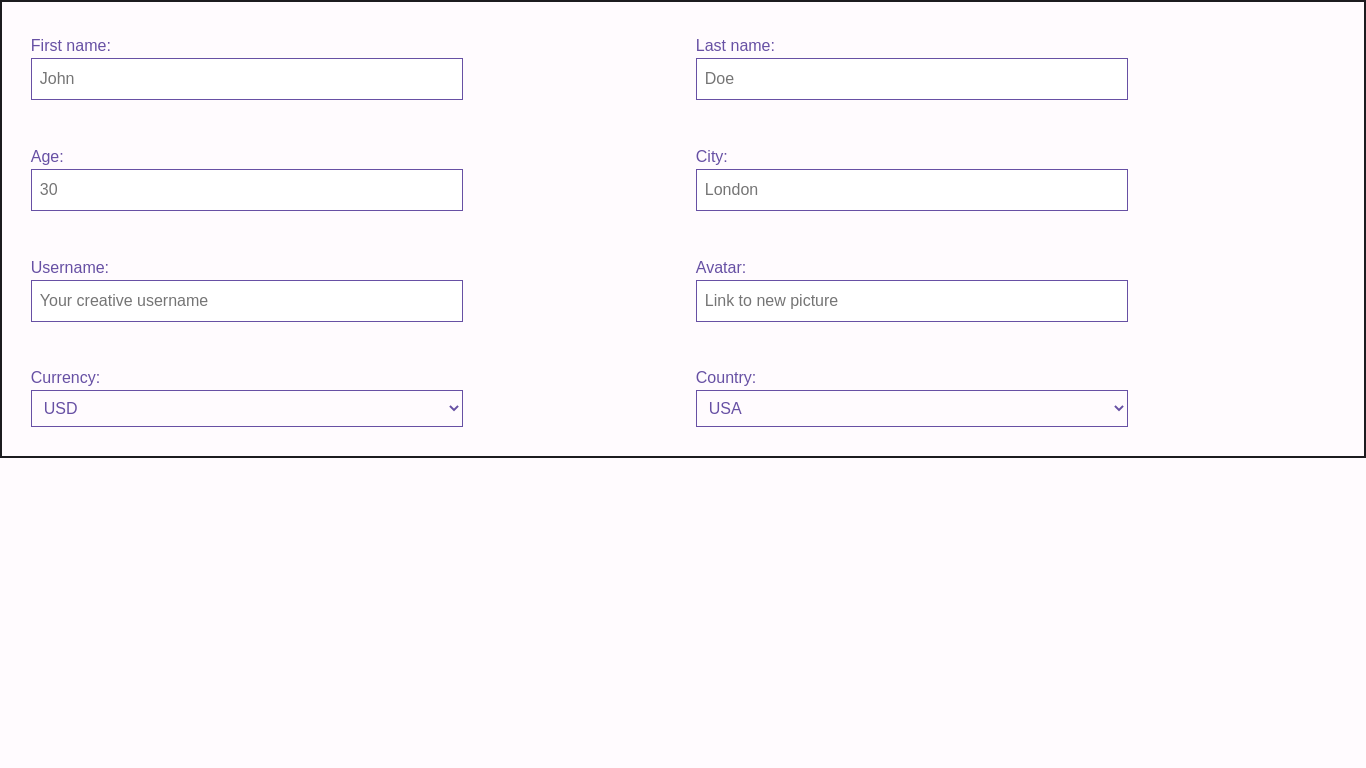 First name:
John
Last name:
Doe
Age:
30
City:
London
Username:
Your creative username
Avatar:
Link to new picture
Currency:
USD
Country:
USA